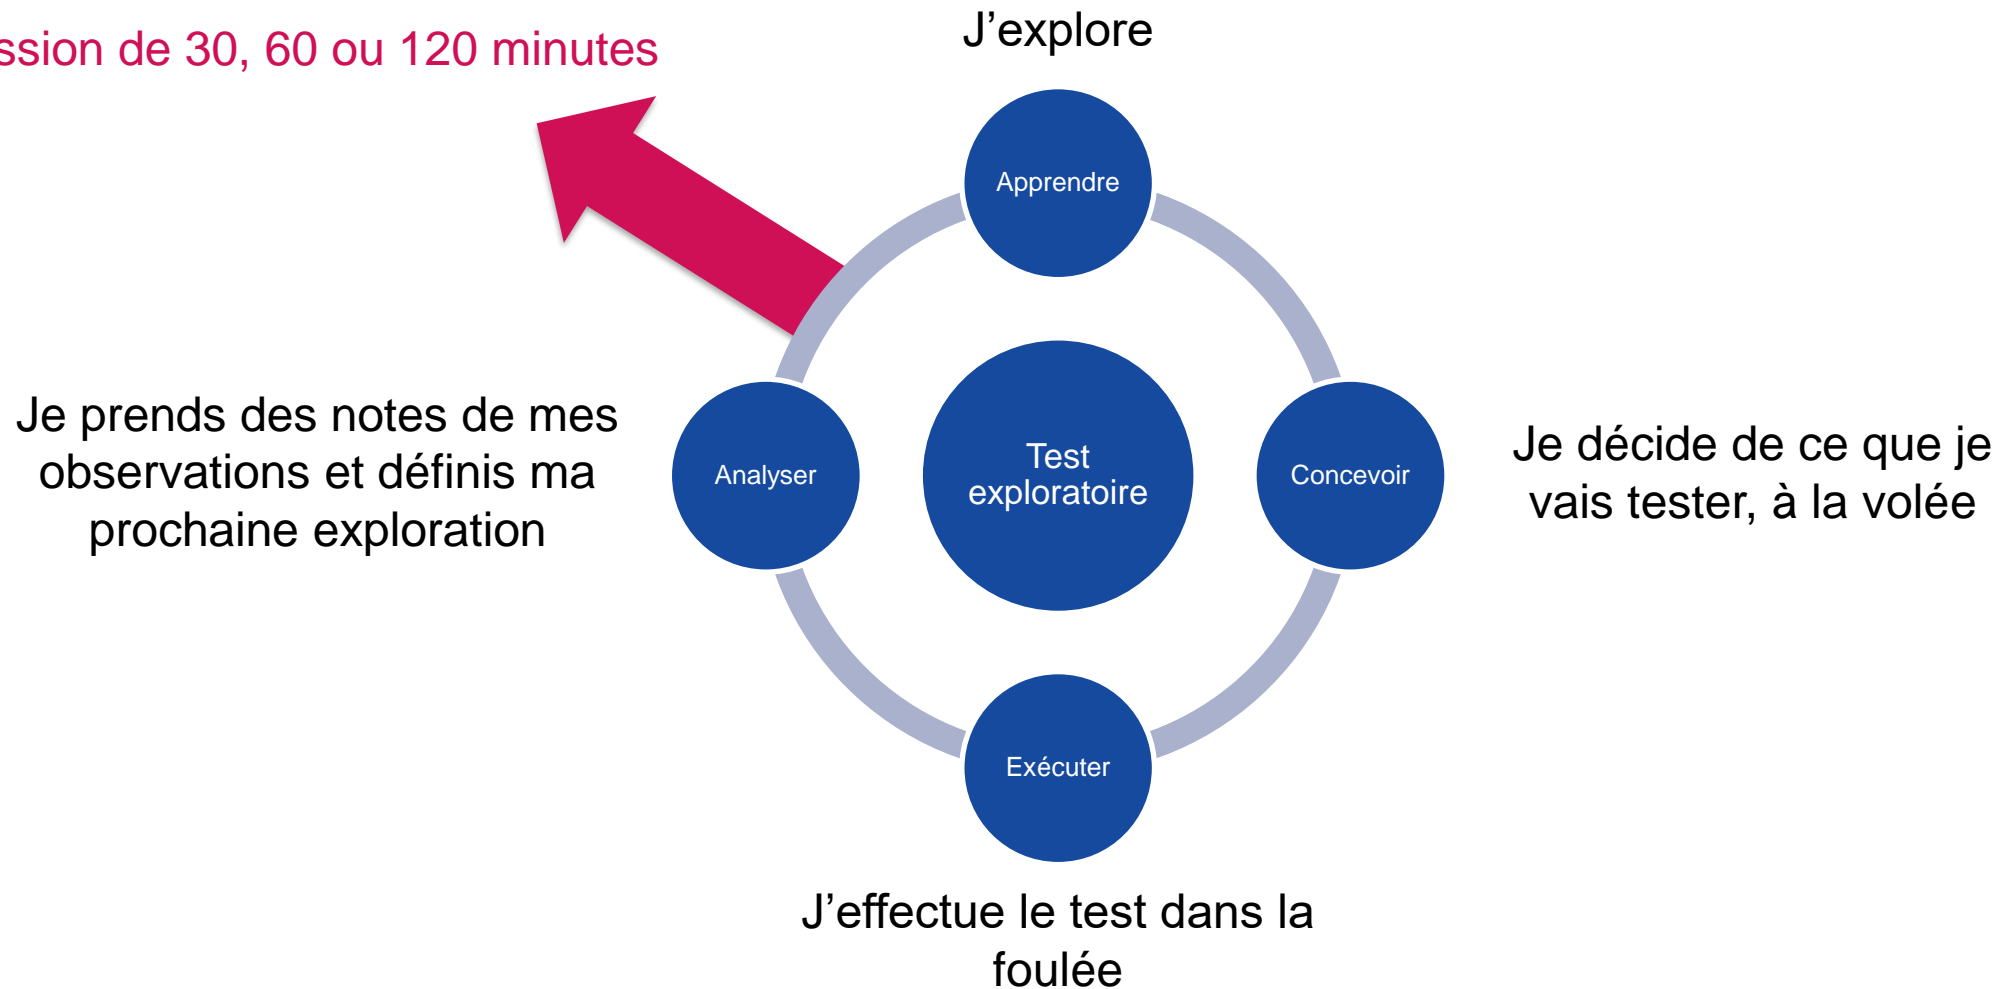 J’explore
ssion de 30, 60 ou 120 minutes
Apprendre
Je prends des notes de mes
observations et définis ma
prochaine exploration
Analyser
Test
exploratoire
Concevoir
Je décide de ce que je
vais tester, à la volée
Exécuter
J’effectue le test dans la
foulée